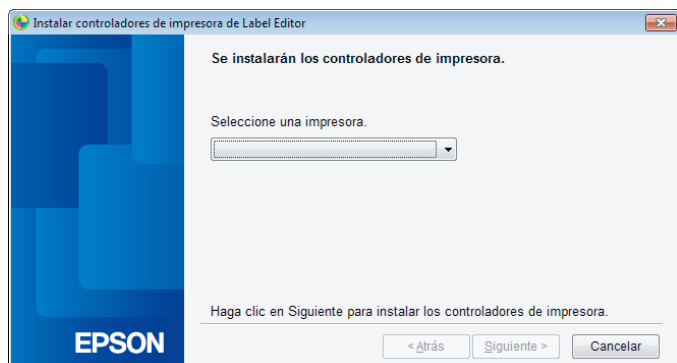 Instalar controladores de impresora de Label Editor
Se instalarán los controladores de impresora.
Seleccione una impresora.
Haga clic en Siguiente para instalar los controladores de impresora.
EPSON
< Atrás
Siguiente >
Cancelar